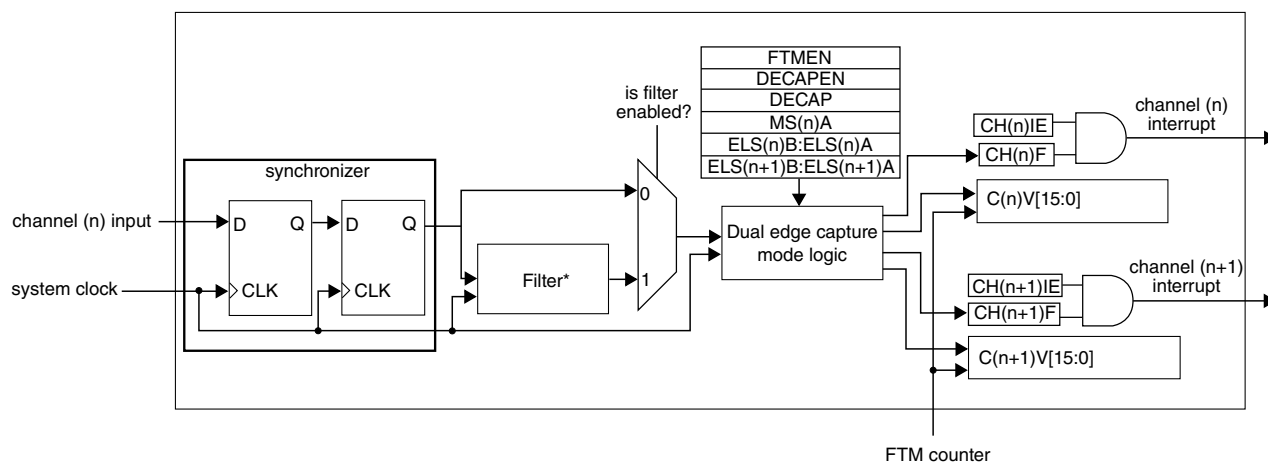 FTMEN
DECAPEN
DECAP
MS(n)A
ELS(n)B:ELS(n)A
ELS(n+1)B:ELS(n+1)A
is filter
enabled?
synchronizer
channel (n) input
D
Q
D
Q
system clock
CLK
CLK
Filter*
0
1
Dual edge capture
mode logic
CH(n)IE
CH(n)F
channel (n)
interrupt
C(n)V[15:0]
CH(n+1)IE
CH(n+1)F
channel (n+1)
interrupt
C(n+1)V[15:0]
FTM counter